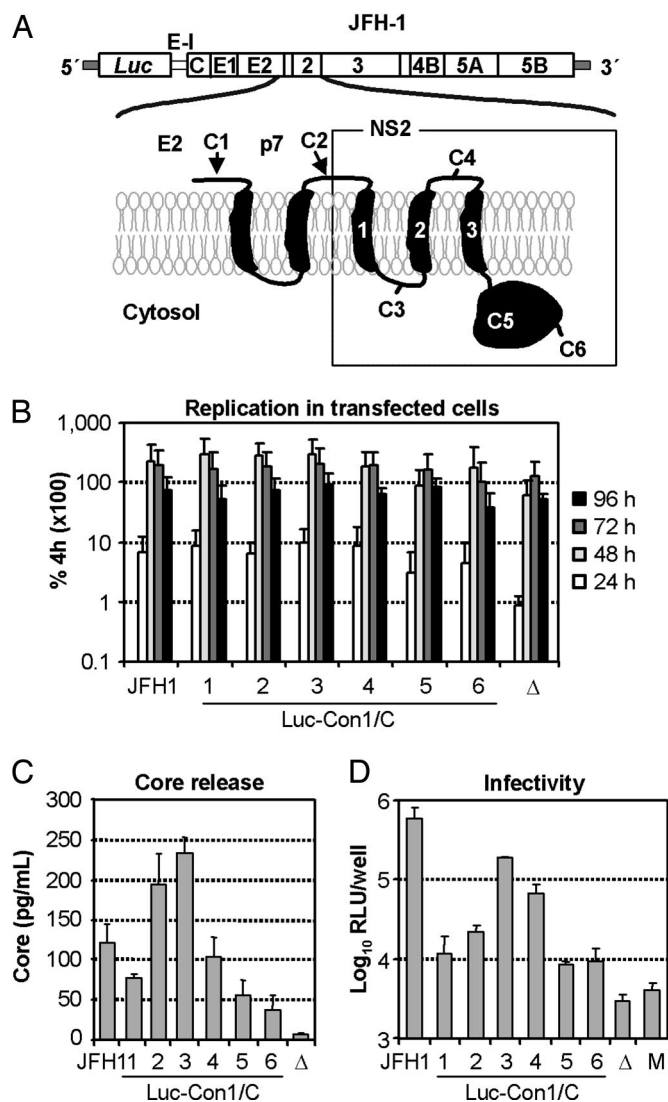 A
JFH-1
E-I
5´ Luc C E1 E2 2 3 4B 5A 5B 3´
NS2
E2 C1 p7 C2 C4
1 2 3
C3
C5
C6
Cytosol
B
Replication in transfected cells
% 4h (x100)
1,000
100
10
1
0.1
96 h
72 h
48 h
24 h
JFH1 1 2 3 4 5 6 Δ
Luc-Con1/C
C
Core release
Core (pg/mL)
300
250
200
150
100
50
0
JFH11 2 3 4 5 6 Δ
Luc-Con1/C
D
Infectivity
Log10 RLU/well
6
5
4
3
JFH1 1 2 3 4 5 6 Δ M
Luc-Con1/C